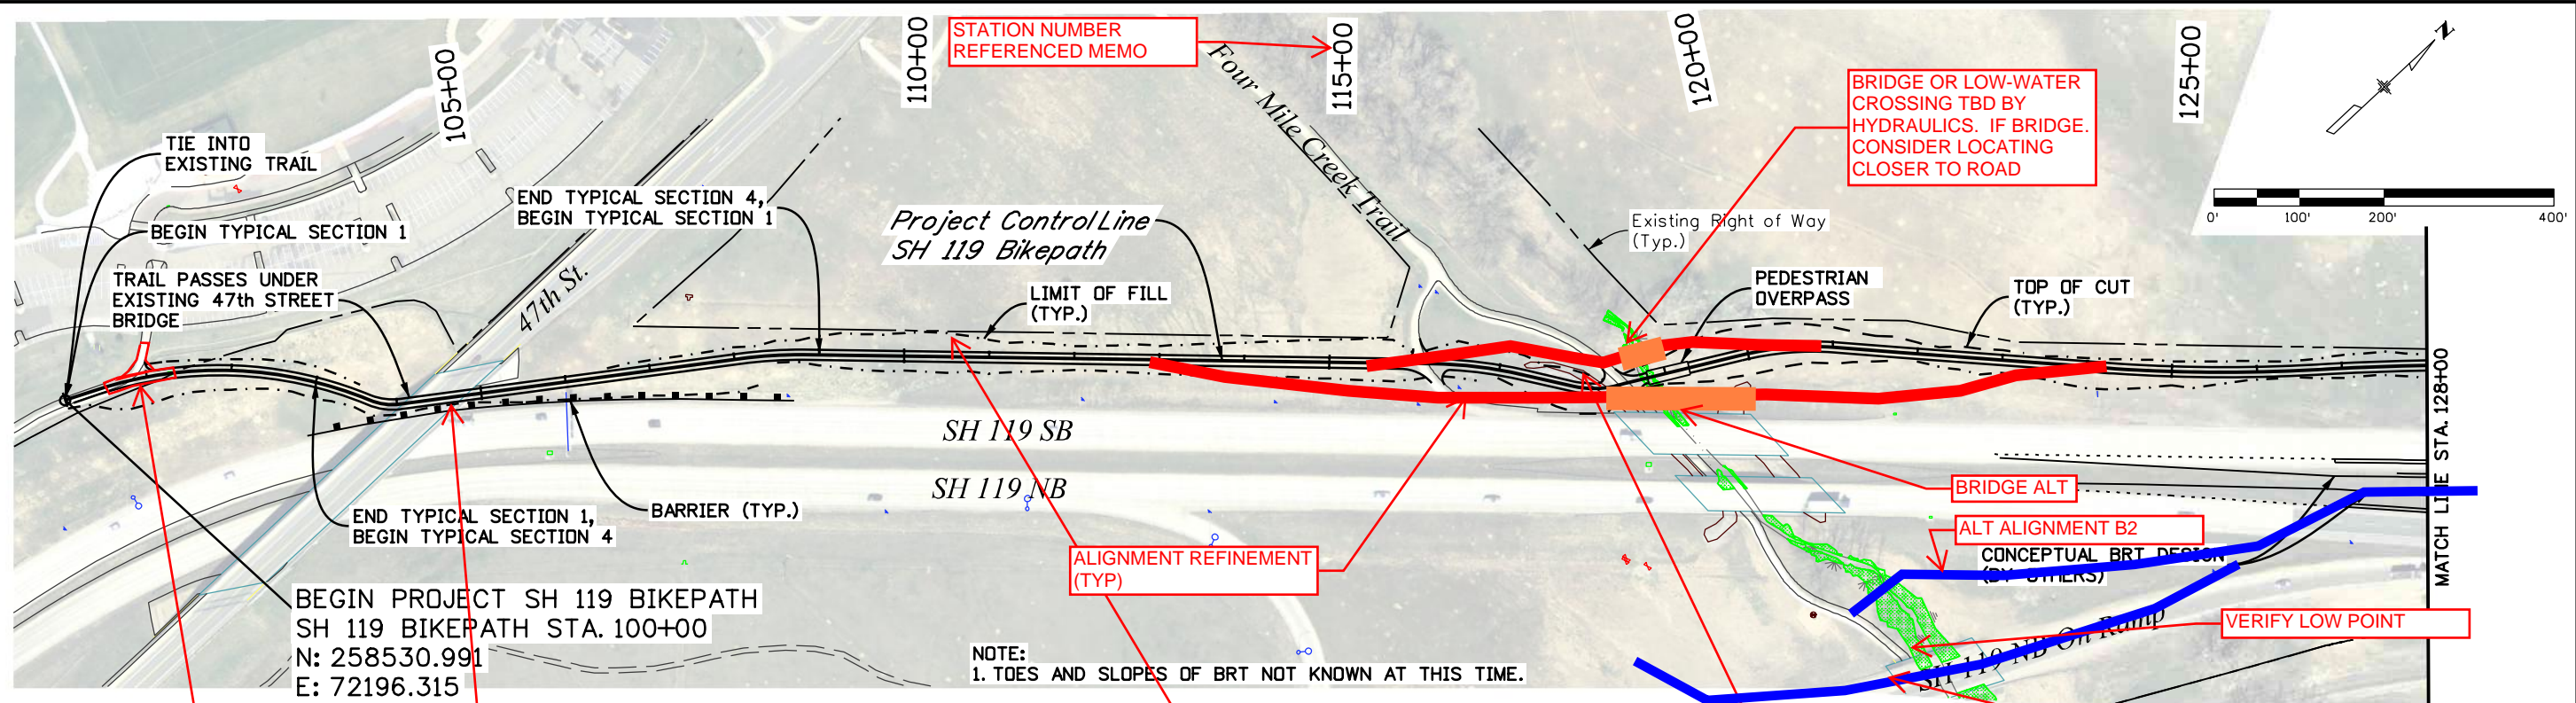 STATION NUMBER
REFERENCED MEMO
105+00
110+00
115+00
120+00
125+00
N
BRIDGE OR LOW-WATER
CROSSING TBD BY
HYDRAULICS.  IF BRIDGE.
CONSIDER LOCATING
CLOSER TO ROAD
0'
100'
200'
400'
TIE INTO
EXISTING TRAIL
BEGIN TYPICAL SECTION 1
TRAIL PASSES UNDER
EXISTING 47th STREET
BRIDGE
47th St.
END TYPICAL SECTION 4,
BEGIN TYPICAL SECTION 1
Project Control Line
SH 119 Bikepath
LIMIT OF FILL
(TYP.)
Four Mile Creek Trail
Existing Right of Way
(Typ.)
PEDESTRIAN
OVERPASS
TOP OF CUT
(TYP.)
MATCH LINE STA. 128+00
SH 119 SB
SH 119 NB
BARRIER (TYP.)
END TYPICAL SECTION 1,
BEGIN TYPICAL SECTION 4
ALIGNMENT REFINEMENT
(TYP)
BRIDGE ALT
ALT ALIGNMENT B2
CONCEPTUAL BRT DESIGN
(BY OTHERS)
VERIFY LOW POINT
SH 119 NB On Ramp
BEGIN PROJECT SH 119 BIKEPATH
SH 119 BIKEPATH STA. 100+00
N: 258530.991
E: 72196.315
NOTE:
1. TOES AND SLOPES OF BRT NOT KNOWN AT THIS TIME.